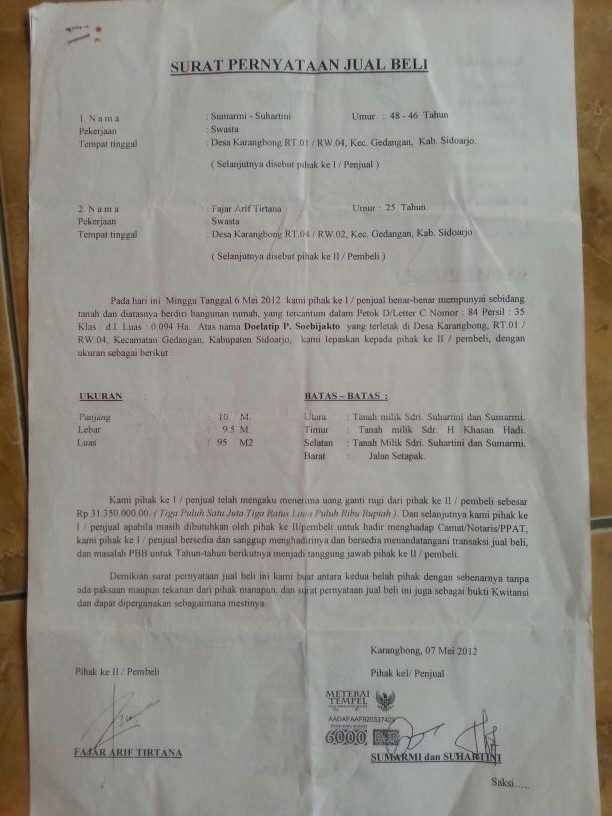 SURAT PERNYATAAN JUAL BELI
1. N a m a : Sumarmi - Suhartini Umur : 48 - 46 Tahun
Pekerjaan : Swasta
Tempat tinggal : Desa Karangbong RT.01 / RW.04, Kec. Gedangan, Kab. Sidoarjo.
( Selanjutnya disebut pihak ke I / Penjual )
2. N a m a : Fajar Arif Tirtana Umur : 25 Tahun
Pekerjaan : Swasta
Tempat tinggal : Desa Karangbong RT.04 / RW.02, Kec. Gedangan, Kab. Sidoarjo
( Selanjutnya disebut pihak ke II / Pembeli )
Pada hari ini Minggu Tanggal 6 Mei 2012 kami pihak ke I / penjual benar-benar mempunyai sebidang
tanah dan diatasnya berdiri bangunan rumah, yang tercantum dalam Petok D/Letter C Nomor : 84 Persil : 35
Klas : d.I. Luas : 0.094 Ha. Atas nama Doelatip P. Soebijakto yang terletak di Desa Karangbong, RT.01 /
RW.04, Kecamatan Gedangan, Kabupaten Sidoarjo, kami lepaskan kepada pihak ke II / pembeli, dengan
ukuran sebagai berikut :
UKURAN BATAS – BATAS :
Panjang : 10 M. Utara : Tanah milik Sdri. Suhartini dan Sumarmi.
Lebar : 9.5 M. Timur : Tanah milik Sdr. H Khasan Hadi.
Luas : 95 M2 Selatan : Tanah Milik Sdri. Suhartini dan Sumarmi.
Barat : Jalan Setapak.
Kami pihak ke I / penjual telah mengaku menerima uang ganti rugi dari pihak ke II / pembeli sebesar
Rp 31.350.000.00. ( Tiga Puluh Satu Juta Tiga Ratus Lima Puluh Ribu Rupiah ). Dan selanjutnya kami pihak ke
I / penjual apabila masih dibutuhkan oleh pihak ke II/pembeli untuk hadir menghadap Camat/Notaris/PPAT,
kami pihak ke I / penjual bersedia dan sanggup menghadirinya dan bersedia menandatangani transaksi jual beli,
dan masalah PBB untuk Tahun-tahun berikutnya menjadi tanggung jawab pihak ke II / pembeli.
Demikian surat pernyataan jual beli ini kami buat antara kedua belah pihak dengan sebenarnya tanpa
ada paksaan maupun tekanan dari pihak manapun, dan surat pernyataan jual beli ini juga sebagai bukti Kwitansi
dan dapat dipergunakan sebagaimana mestinya.
Karangbong, 07 Mei 2012
Pihak ke II / Pembeli Pihak keI/ Penjual
METERAI
TEMPEL
AADAFAAF920337424
6000
FAJAR ARIF TIRTANA SUMARMI dan SUHARTINI
Saksi.....